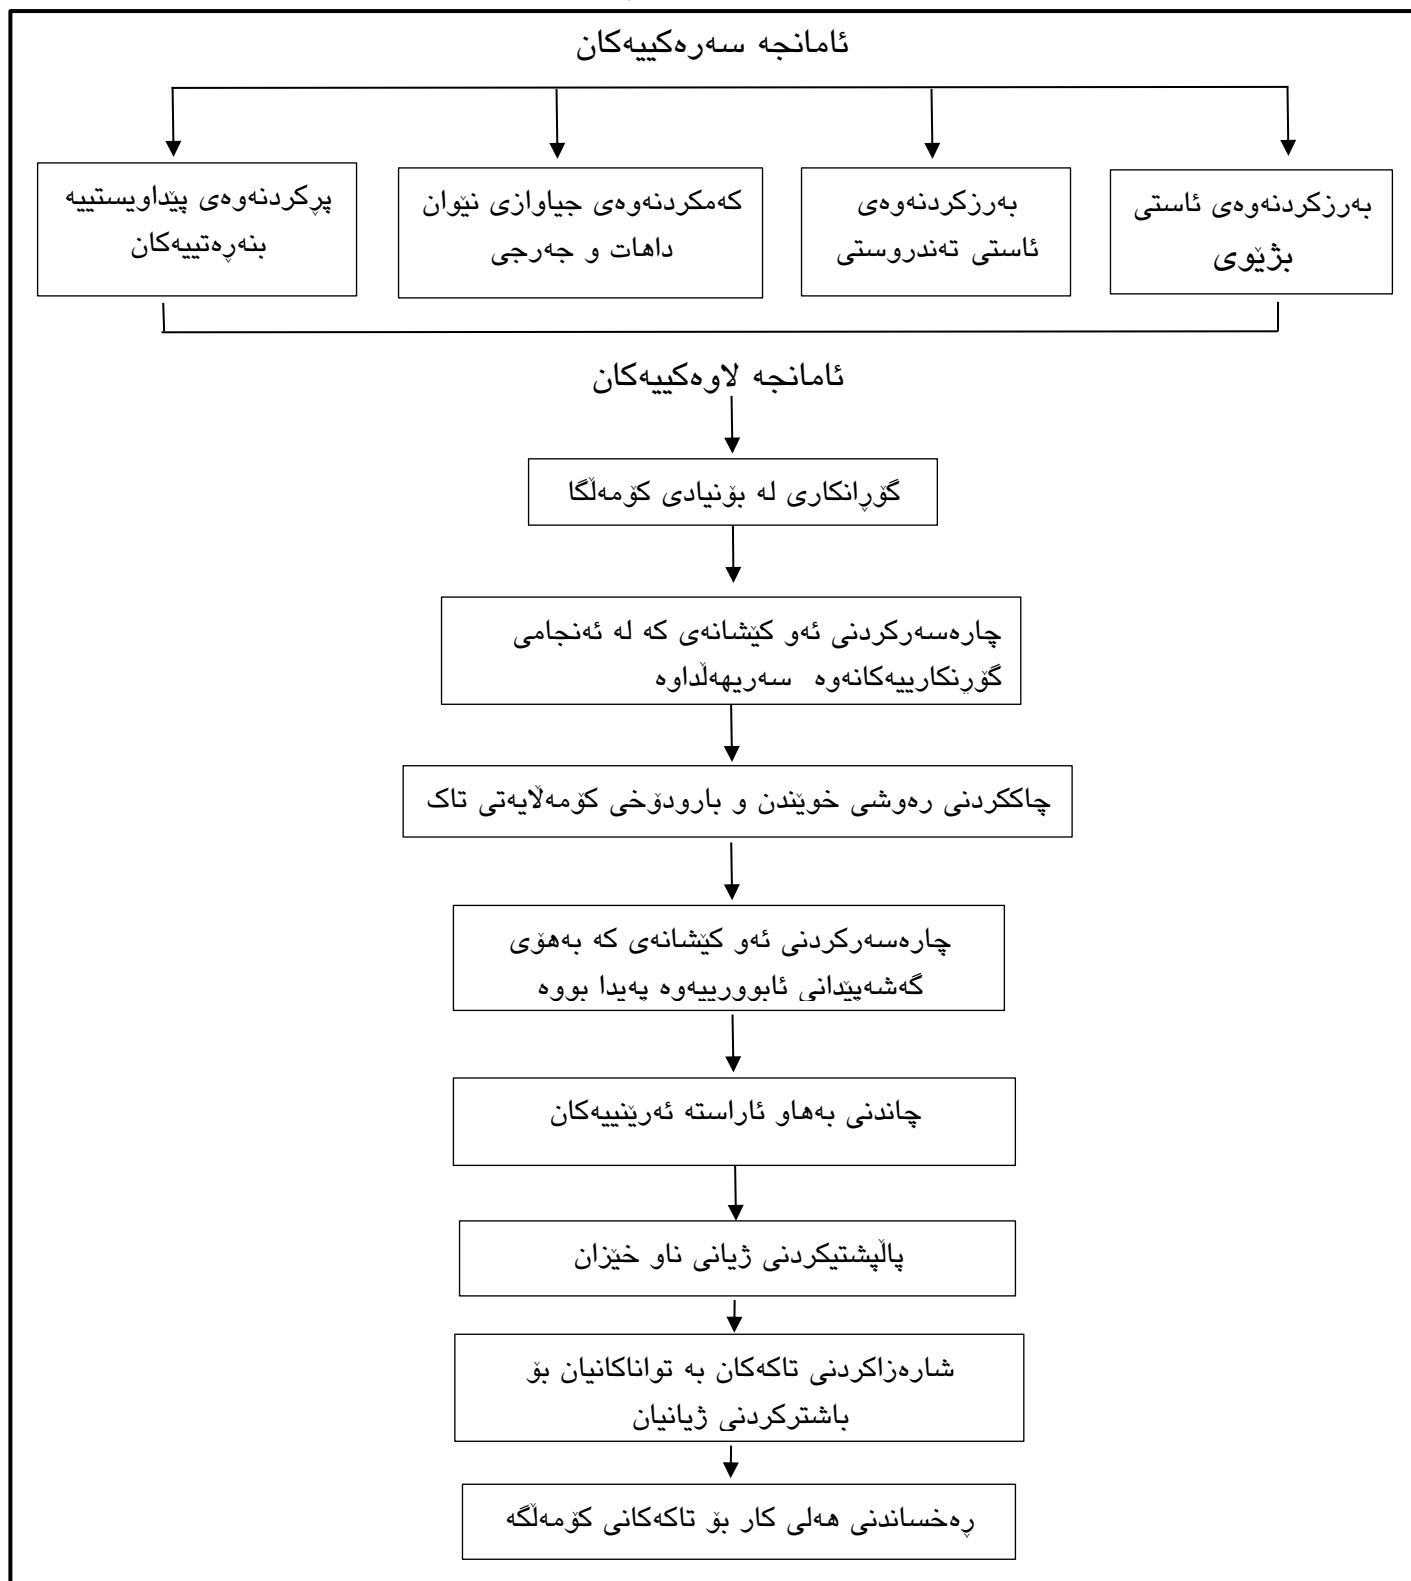 ئامانجە سەرەکییەکان
بەرزکردنەوەی ئاستی
بژێوی
بەرزکردنەوەی
ئاستی تەندروستی
کەمکردنەوەی جیاوازی نێوان
داهات و جەرجی
پڕکردنەوەی پێداویستییە
بنەڕەتییەکان
ئامانجە لاوەکییەکان
گۆڕانکاری لە بۆنیادی کۆمەڵگا
چارەسەرکردنی ئەو کێشانەی کە لە ئەنجامی
گۆڕنکارییەکانەوە سەریهەڵداوە
چاککردنی رەوشی خوێندن و بارودۆخی کۆمەڵایەتی تاک
چارەسەرکردنی ئەو کێشانەی کە بەهۆی
گەشەپێدانی ئابوورییەوە پەیدا بووە
چاندنی بەهاو ئاراستە ئەرێنییەکان
پاڵپشتیکردنی ژیانی ناو خێزان
شارەزاکردنی تاکەکان بە تواناکانیان بۆ
باشترکردنی ژیانیان
ڕەخساندنی هەلی کار بۆ تاکەکانی کۆمەڵگە